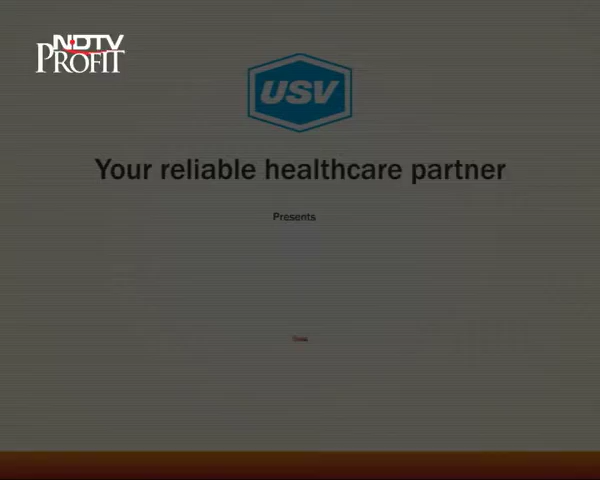 NDTV
PROFIT
USV
Your reliable healthcare partner
Presents